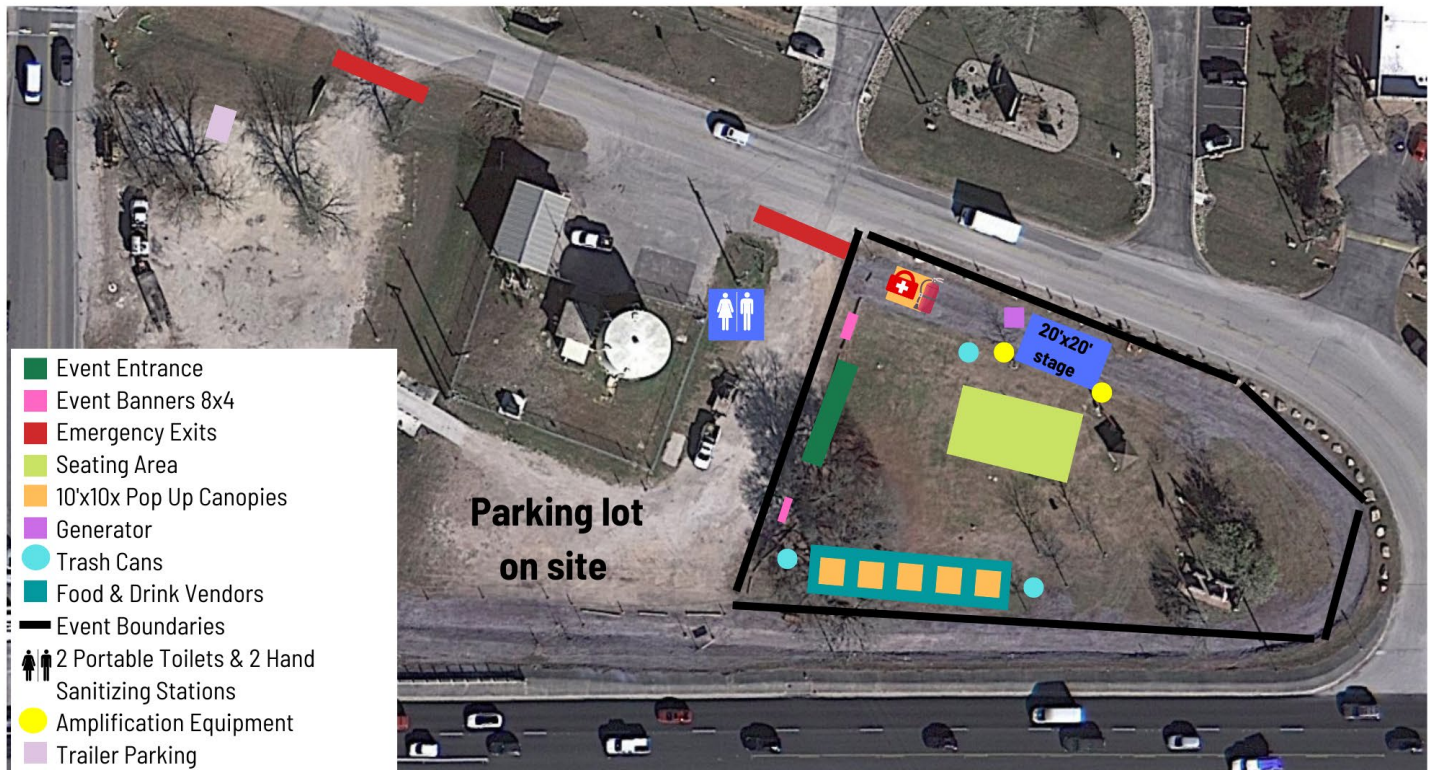 20'x20'
stage
Parking lot
on site
Event Entrance
Event Banners 8x4
Emergency Exits
Seating Area
10'x10x Pop Up Canopies
Generator
Trash Cans
Food & Drink Vendors
Event Boundaries
2 Portable Toilets & 2 Hand
Sanitizing Stations
Amplification Equipment
Trailer Parking